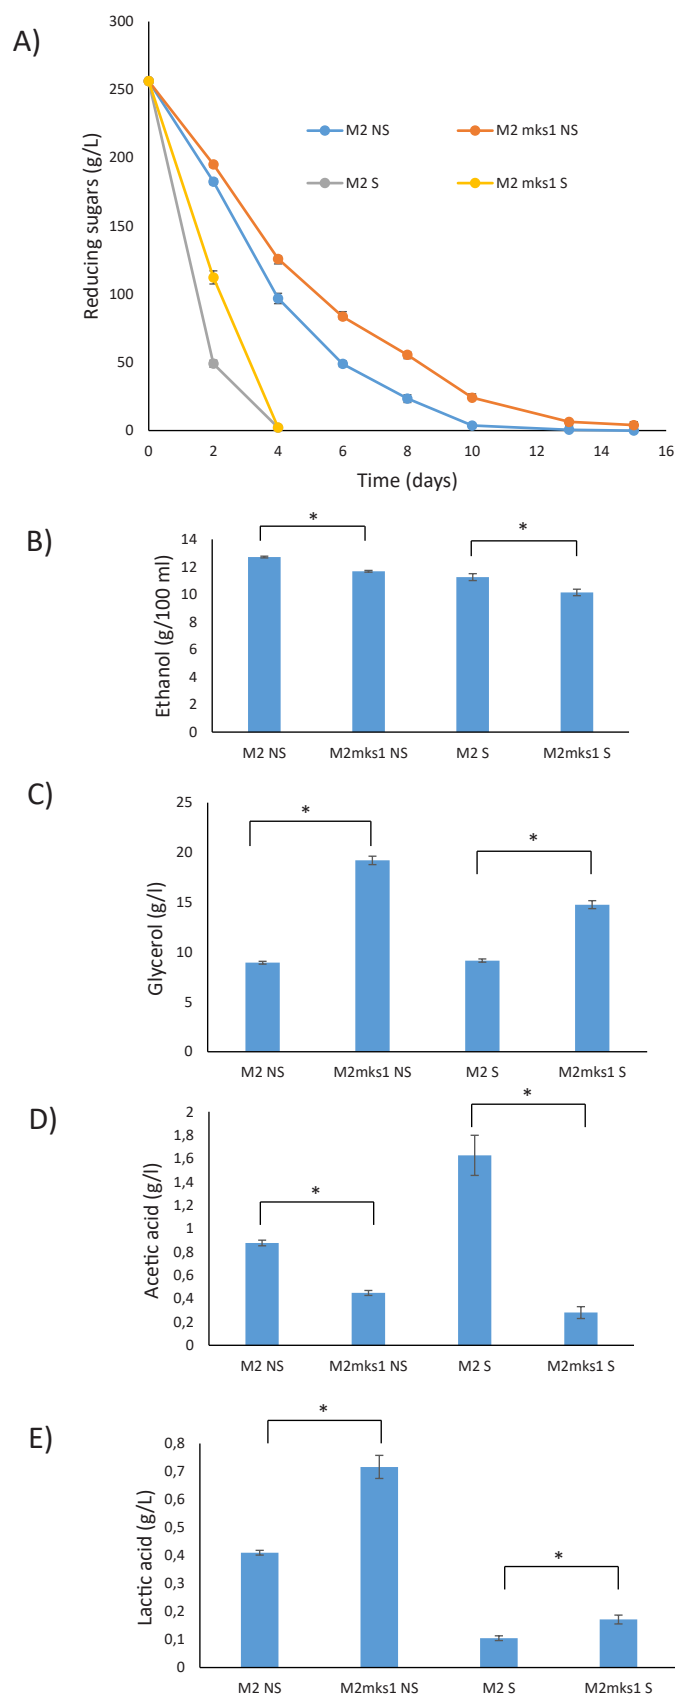 A)
300
250
200
150
100
50
0
Reducing sugars (g/L)
M2 NS
M2 mks1 NS
M2 S
M2 mks1 S
0 2 4 6 8 10 12 14 16
Time (days)
B)
* *
14
12
10
8
6
4
2
0
Ethanol (g/100 ml)
M2 NS M2mks1 NS M2 S M2mks1 S
C)
* *
25
20
15
10
5
0
Glycerol (g/l)
M2 NS M2mks1 NS M2 S M2mks1 S
D)
* *
2
1,8
1,6
1,4
1,2
1
0,8
0,6
0,4
0,2
0
Acetic acid (g/l)
M2 NS M2mks1 NS M2 S M2mks1 S
E)
* *
0,8
0,7
0,6
0,5
0,4
0,3
0,2
0,1
0
Lactic acid (g/L)
M2 NS M2mks1 NS M2 S M2mks1 S